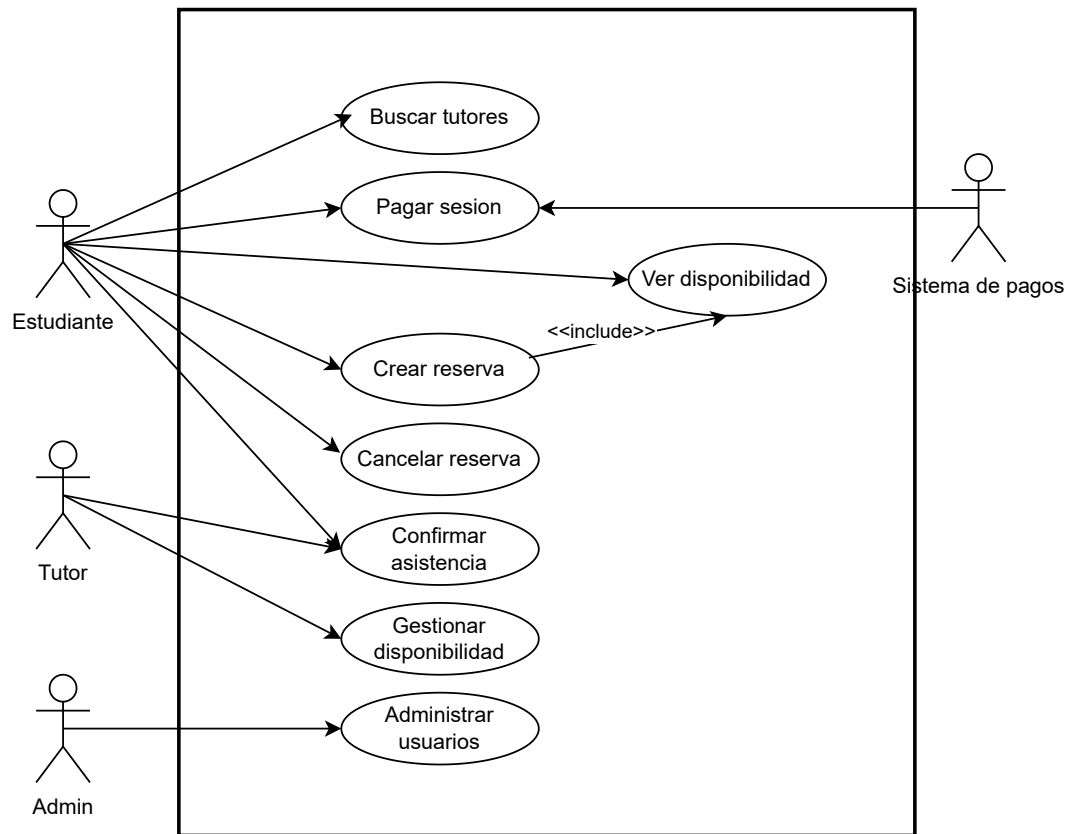 Buscar tutores
Pagar sesion
Ver disponibilidad
Sistema de pagos
Estudiante
<<include>>
Crear reserva
Cancelar reserva
Confirmar
asistencia
Tutor
Gestionar
disponibilidad
Administrar
usuarios
Admin